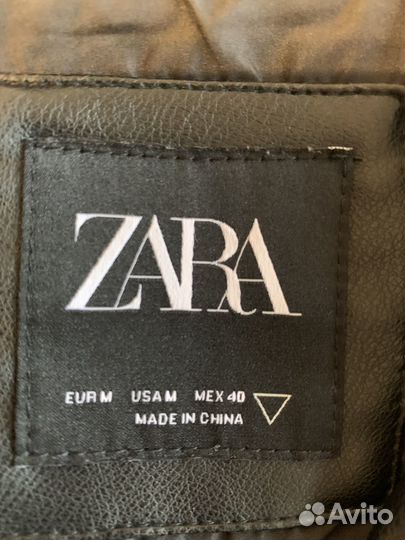 ZARA
EUR M USA M MEX 40
MADE IN CHINA
Avito